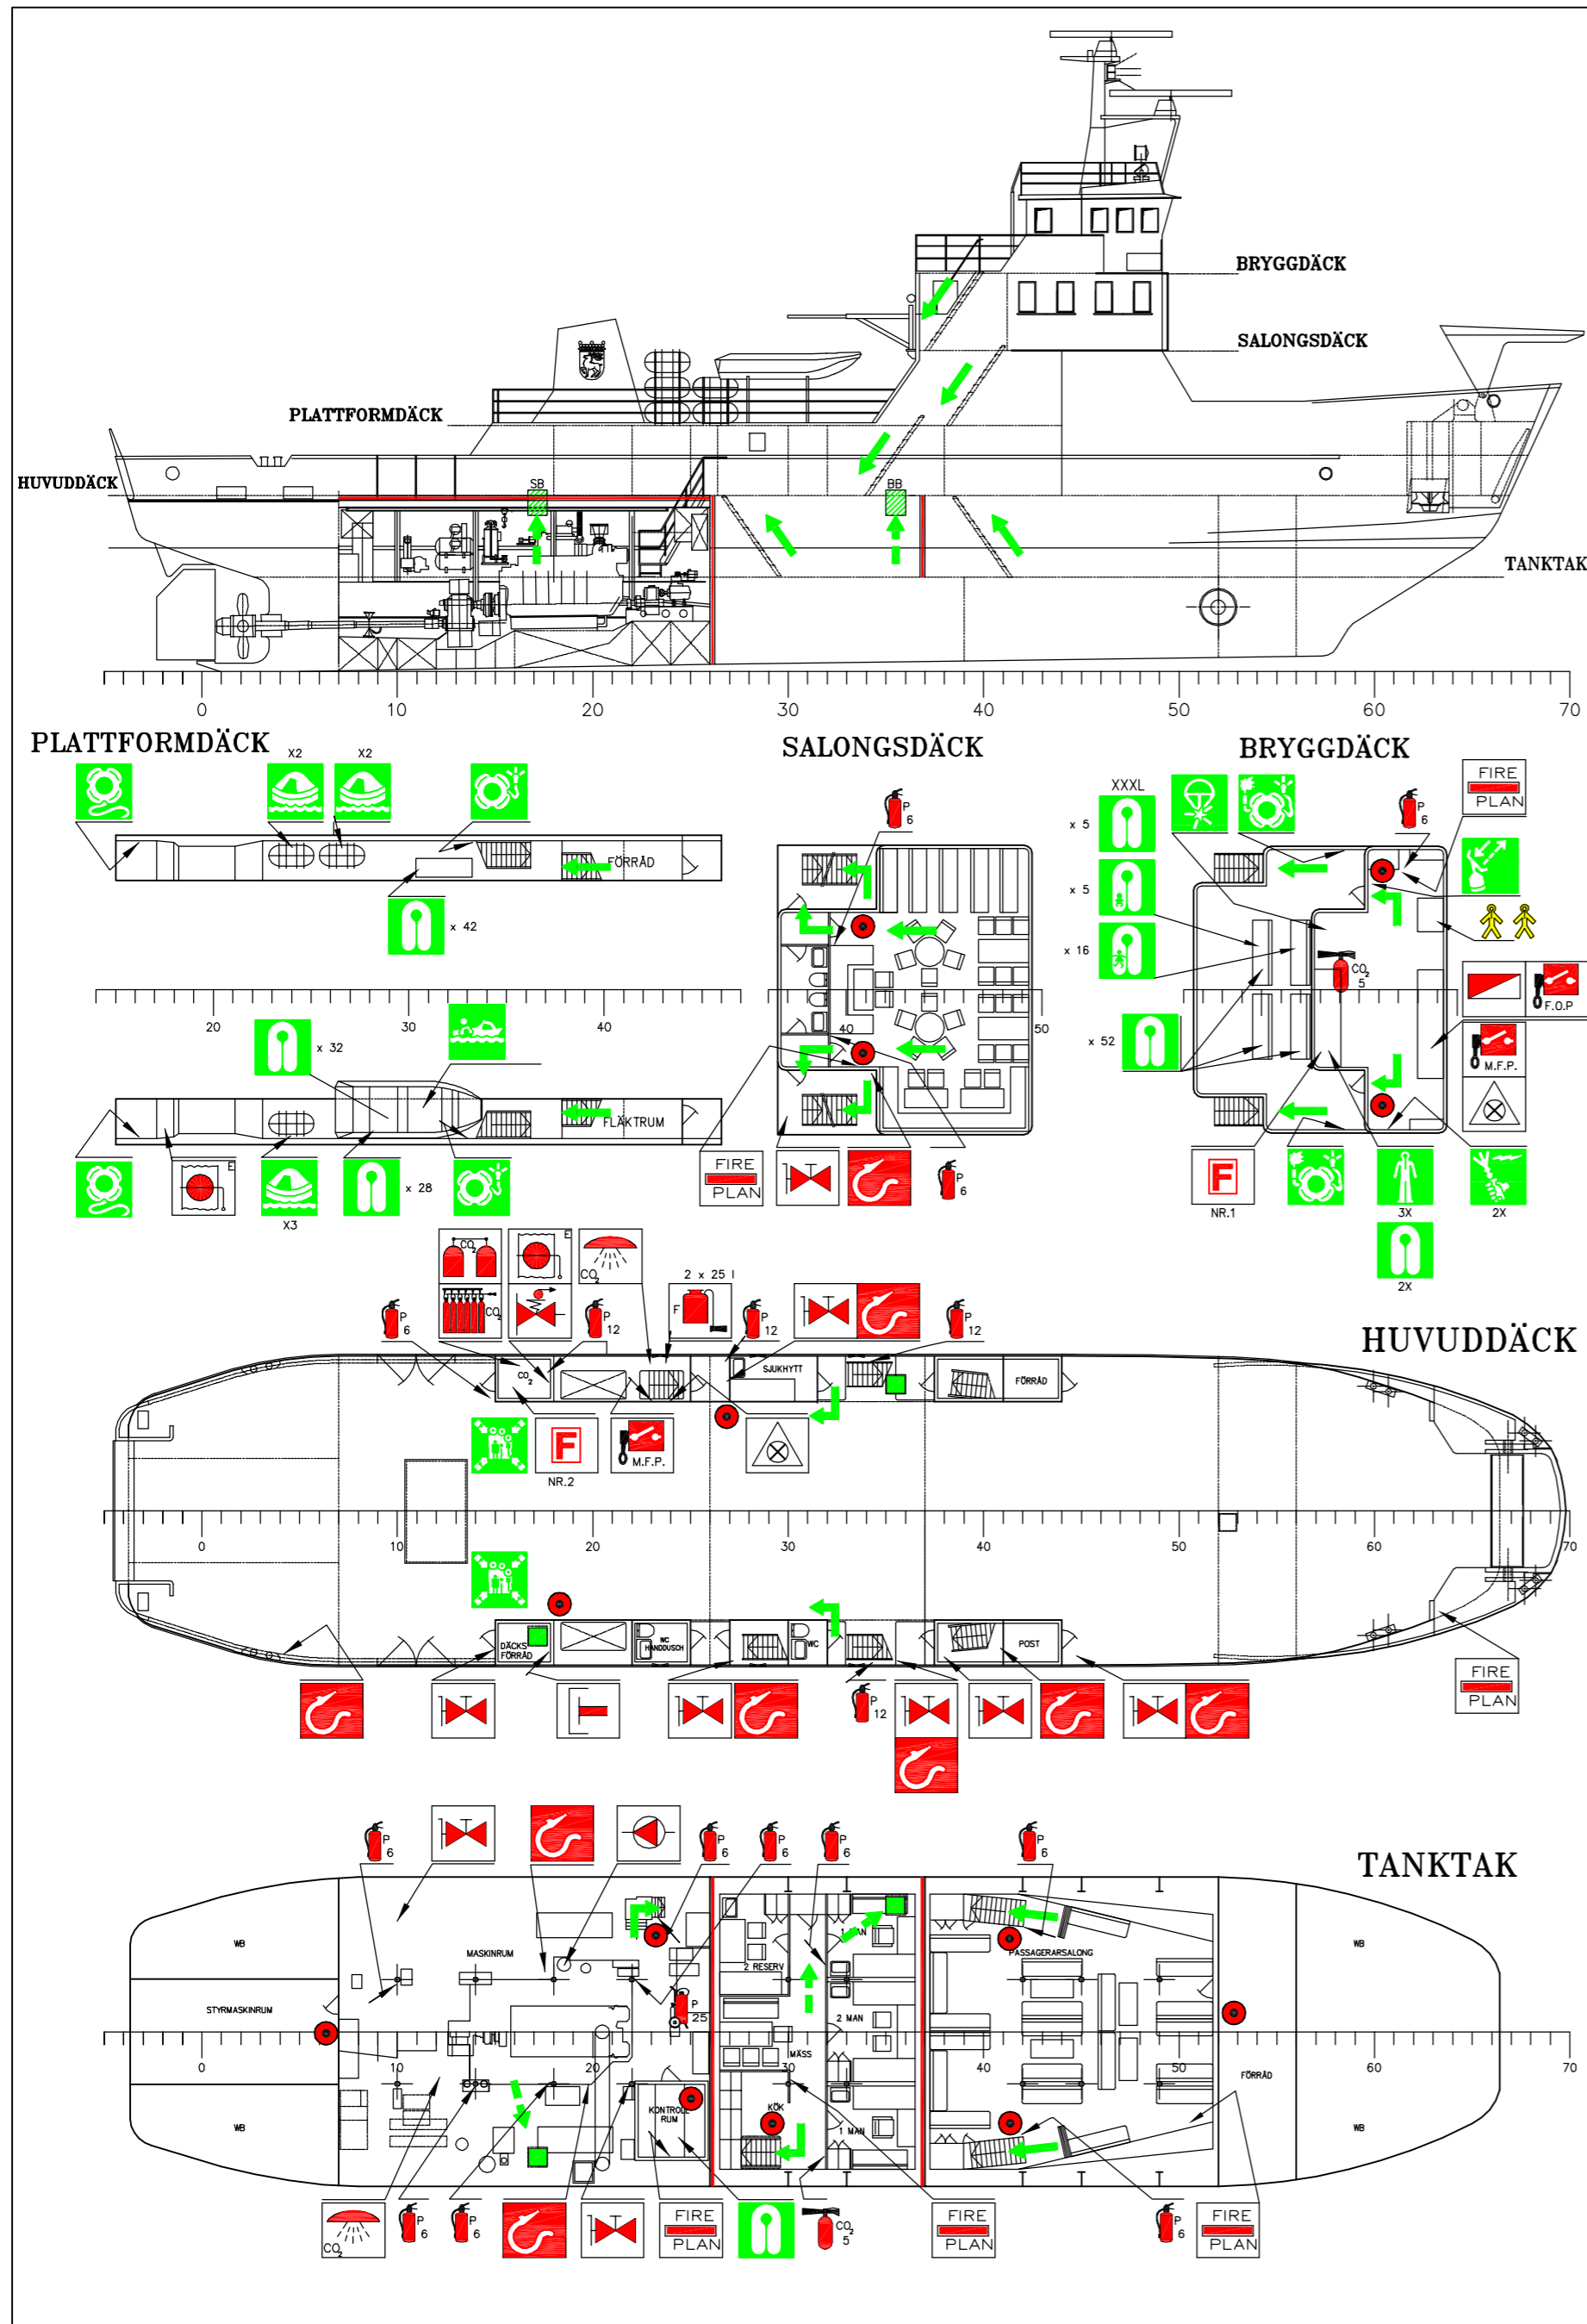 BRYGGDÄCK
SALONGSDÄCK
PLATTFORMDÄCK
HUVUDDÄCK
SB
BB
TANKTAK
0 10 20 30 40 50 60 70
PLATTFORMDÄCK
SALONGSDÄCK
BRYGGDÄCK
X2 X2
FÖRRÅD
x 42
20 30 40
x 32
FLÄKTRUM
E
X3
x 28
P
6
40 50
FIRE
PLAN
P
6
XXXL
x 5
x 5
x 16
x 52
P
6
FIRE
PLAN
CO2
5
F.O.P
M.F.P.
F
NR.1
3X
2X
2X
HUVUDDÄCK
CO2
CO2
E
CO2
P
6
P
12
2 x 25 l
F
P
12
P
12
CO2
SJUKHYTT
FÖRRÅD
F
NR.2
M.F.P.
0 10 20 30 40 50 60 70
DÄCKS
FÖRRÅD
WC
HANDDUSCH
WC
POST
P
12
FIRE
PLAN
TANKTAK
P
6
P
6
P
6
P
6
P
6
WB
MASKINRUM
2 RESERV
1 MAN
PASSAGERARSALONG
WB
STYRMASKINRUM
P
25
2 MAN
MÄSS
0 10 20 30 40 50 60 70
FÖRRÅD
WB
KONTROLL
RUM
KÖK
1 MAN
WB
CO2
P
6
P
6
FIRE
PLAN
CO2
5
FIRE
PLAN
P
6
FIRE
PLAN